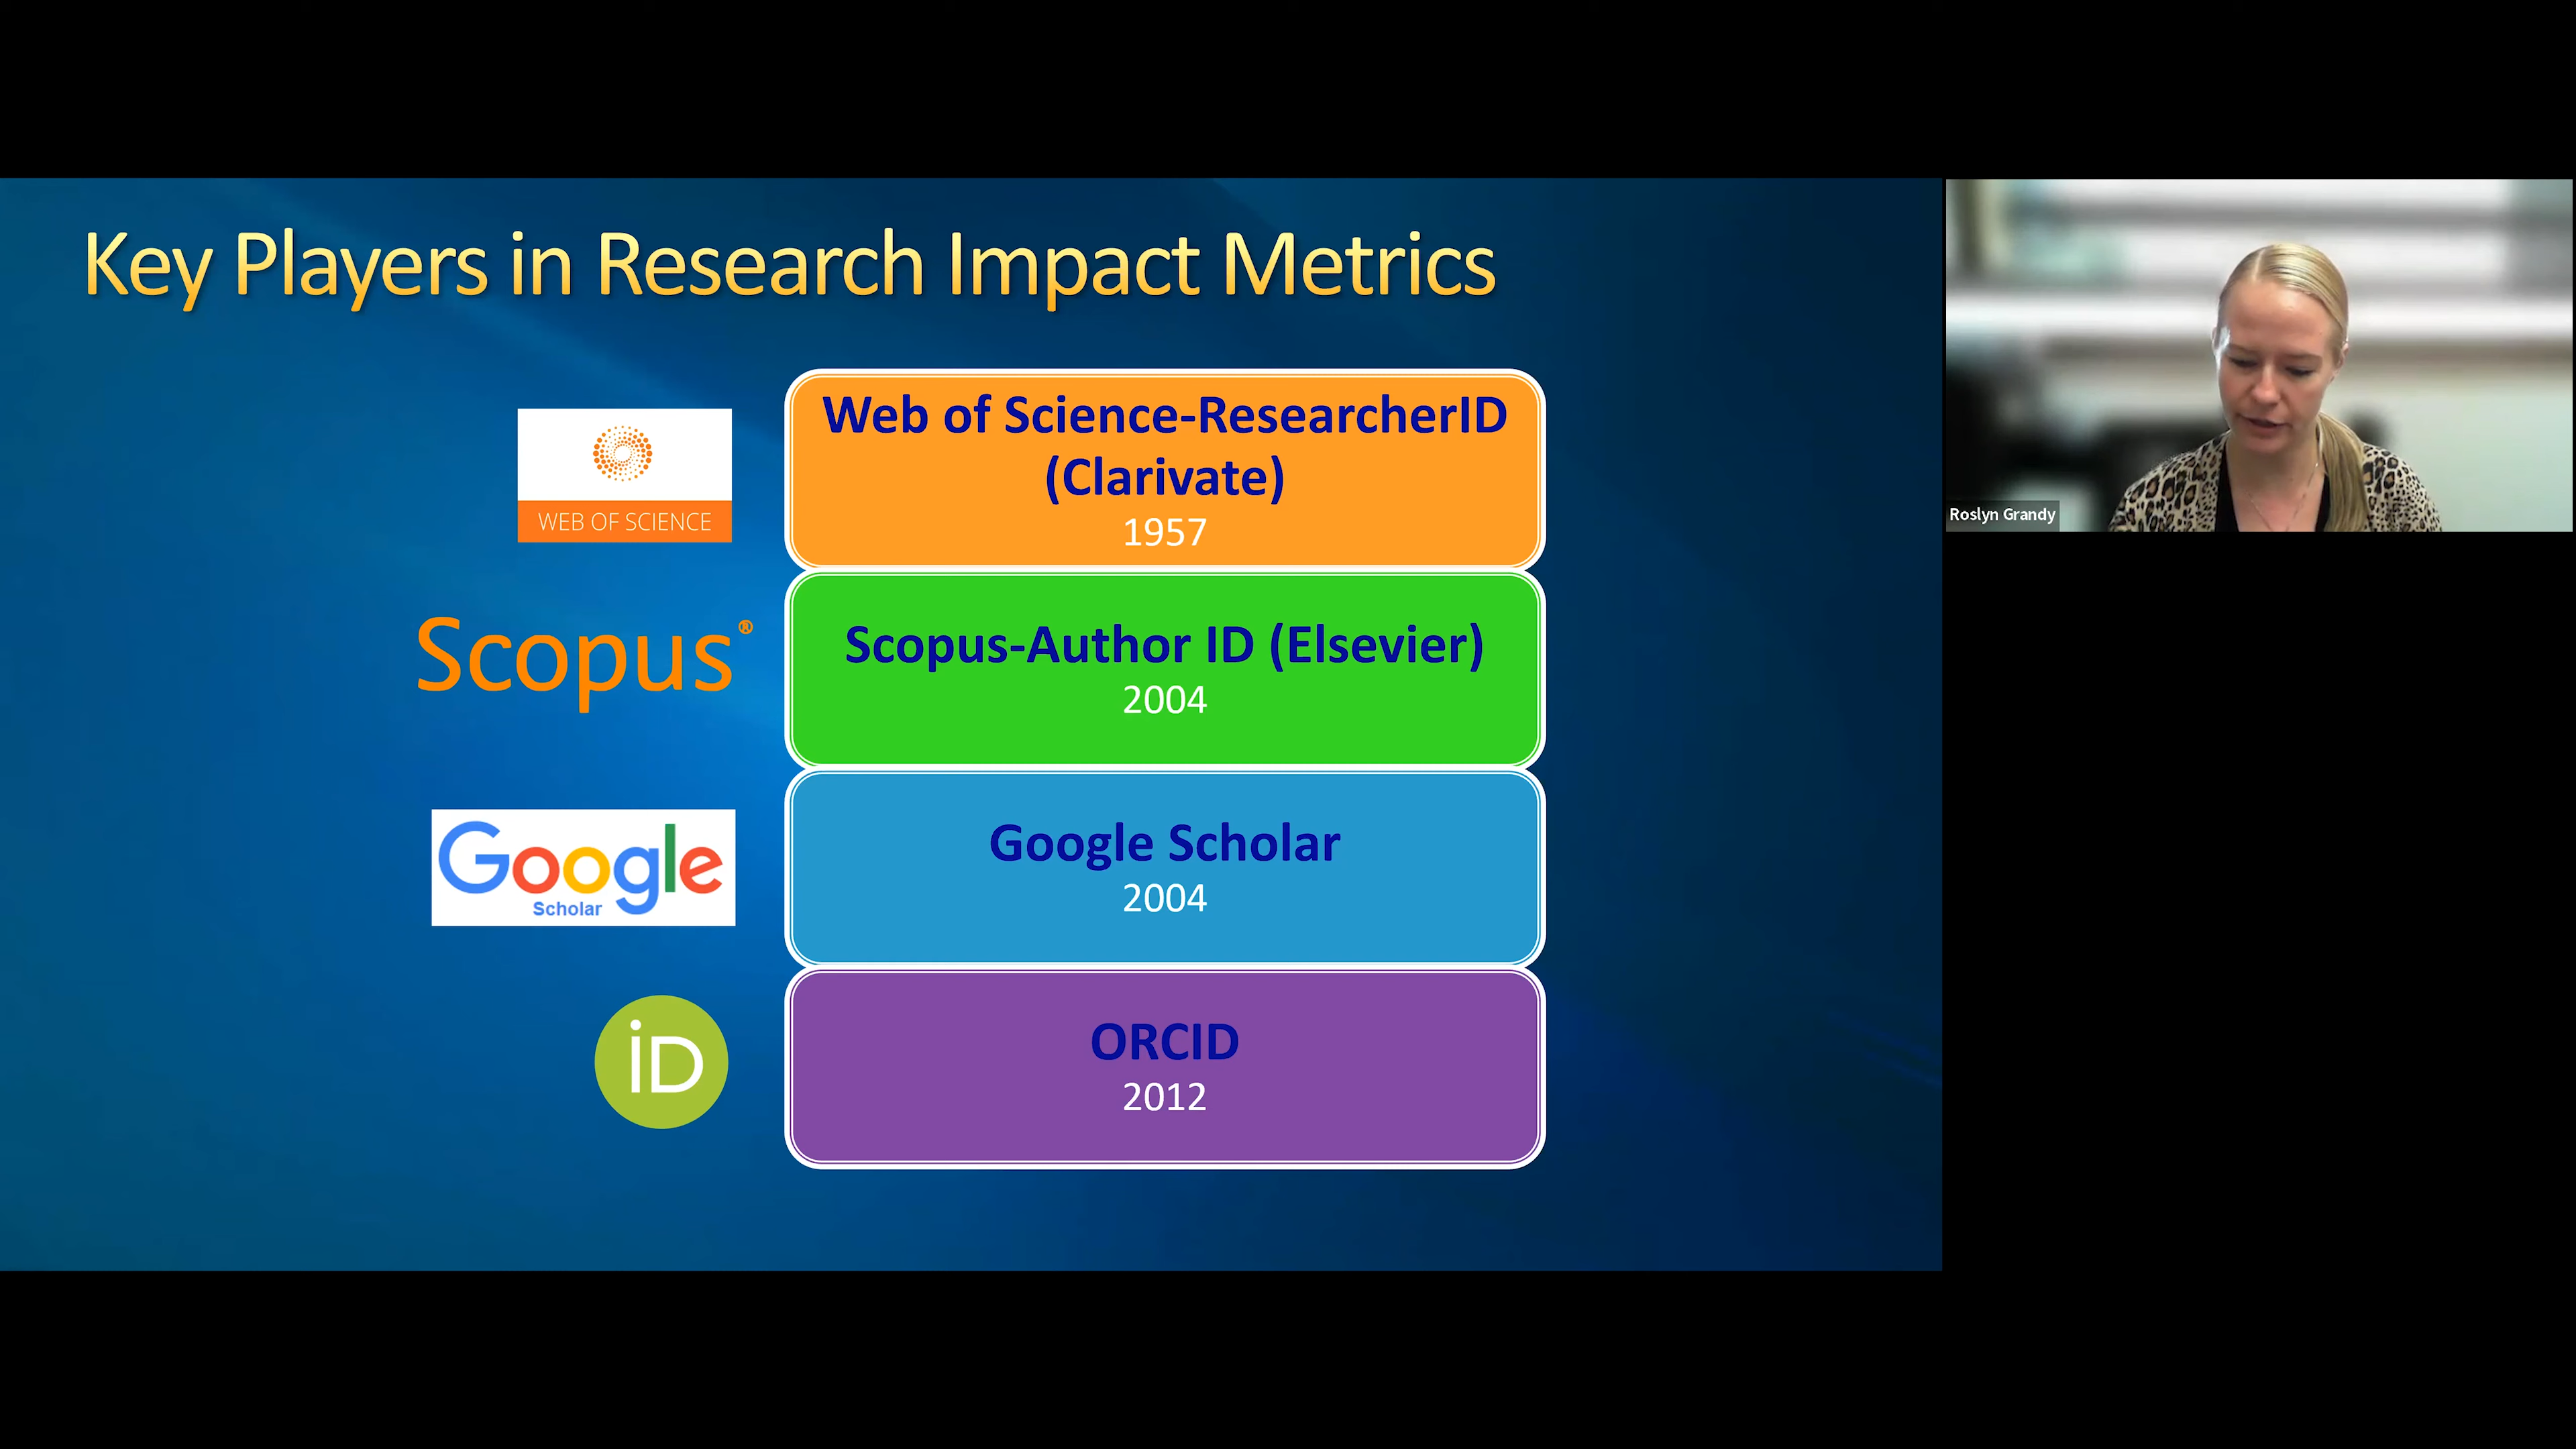 Key Players in Research Impact Metrics
WEB OF SCIENCE
Web of Science-ResearcherID
(Clarivate)
1957
Scopus®
Scopus-Author ID (Elsevier)
2004
Google
Scholar
Google Scholar
2004
iD
ORCID
2012
Roslyn Grandy